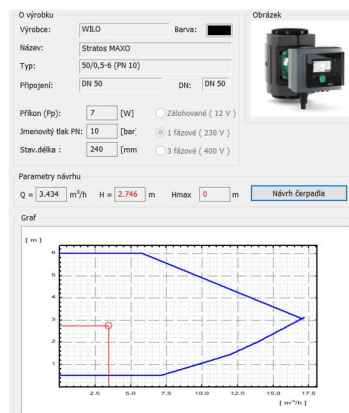 O výrobku
Obrázek
Výrobce: WILO Barva:
Název: Stratos MAXO
Typ: 50/0,5-6 (PN 10)
Připojení: DN 50 DN: DN 50
Příkon (Pp): 7 [W] Zálohované ( 12 V )
Jmenovitý tlak PN: 10 [bar] 1 fázové ( 230 V )
Stav.délka : 240 [mm 3 fázové ( 400 V )
Parametry návrhu
Q = 3.434 m³/h H = 2.746 m Hmax 0 m Návrh čerpadla
Graf
[ m ]
6
5
4
3
2
1
2.5 5.0 7.5 10.0 12.5 15.0 17.5
[ m³/h ]